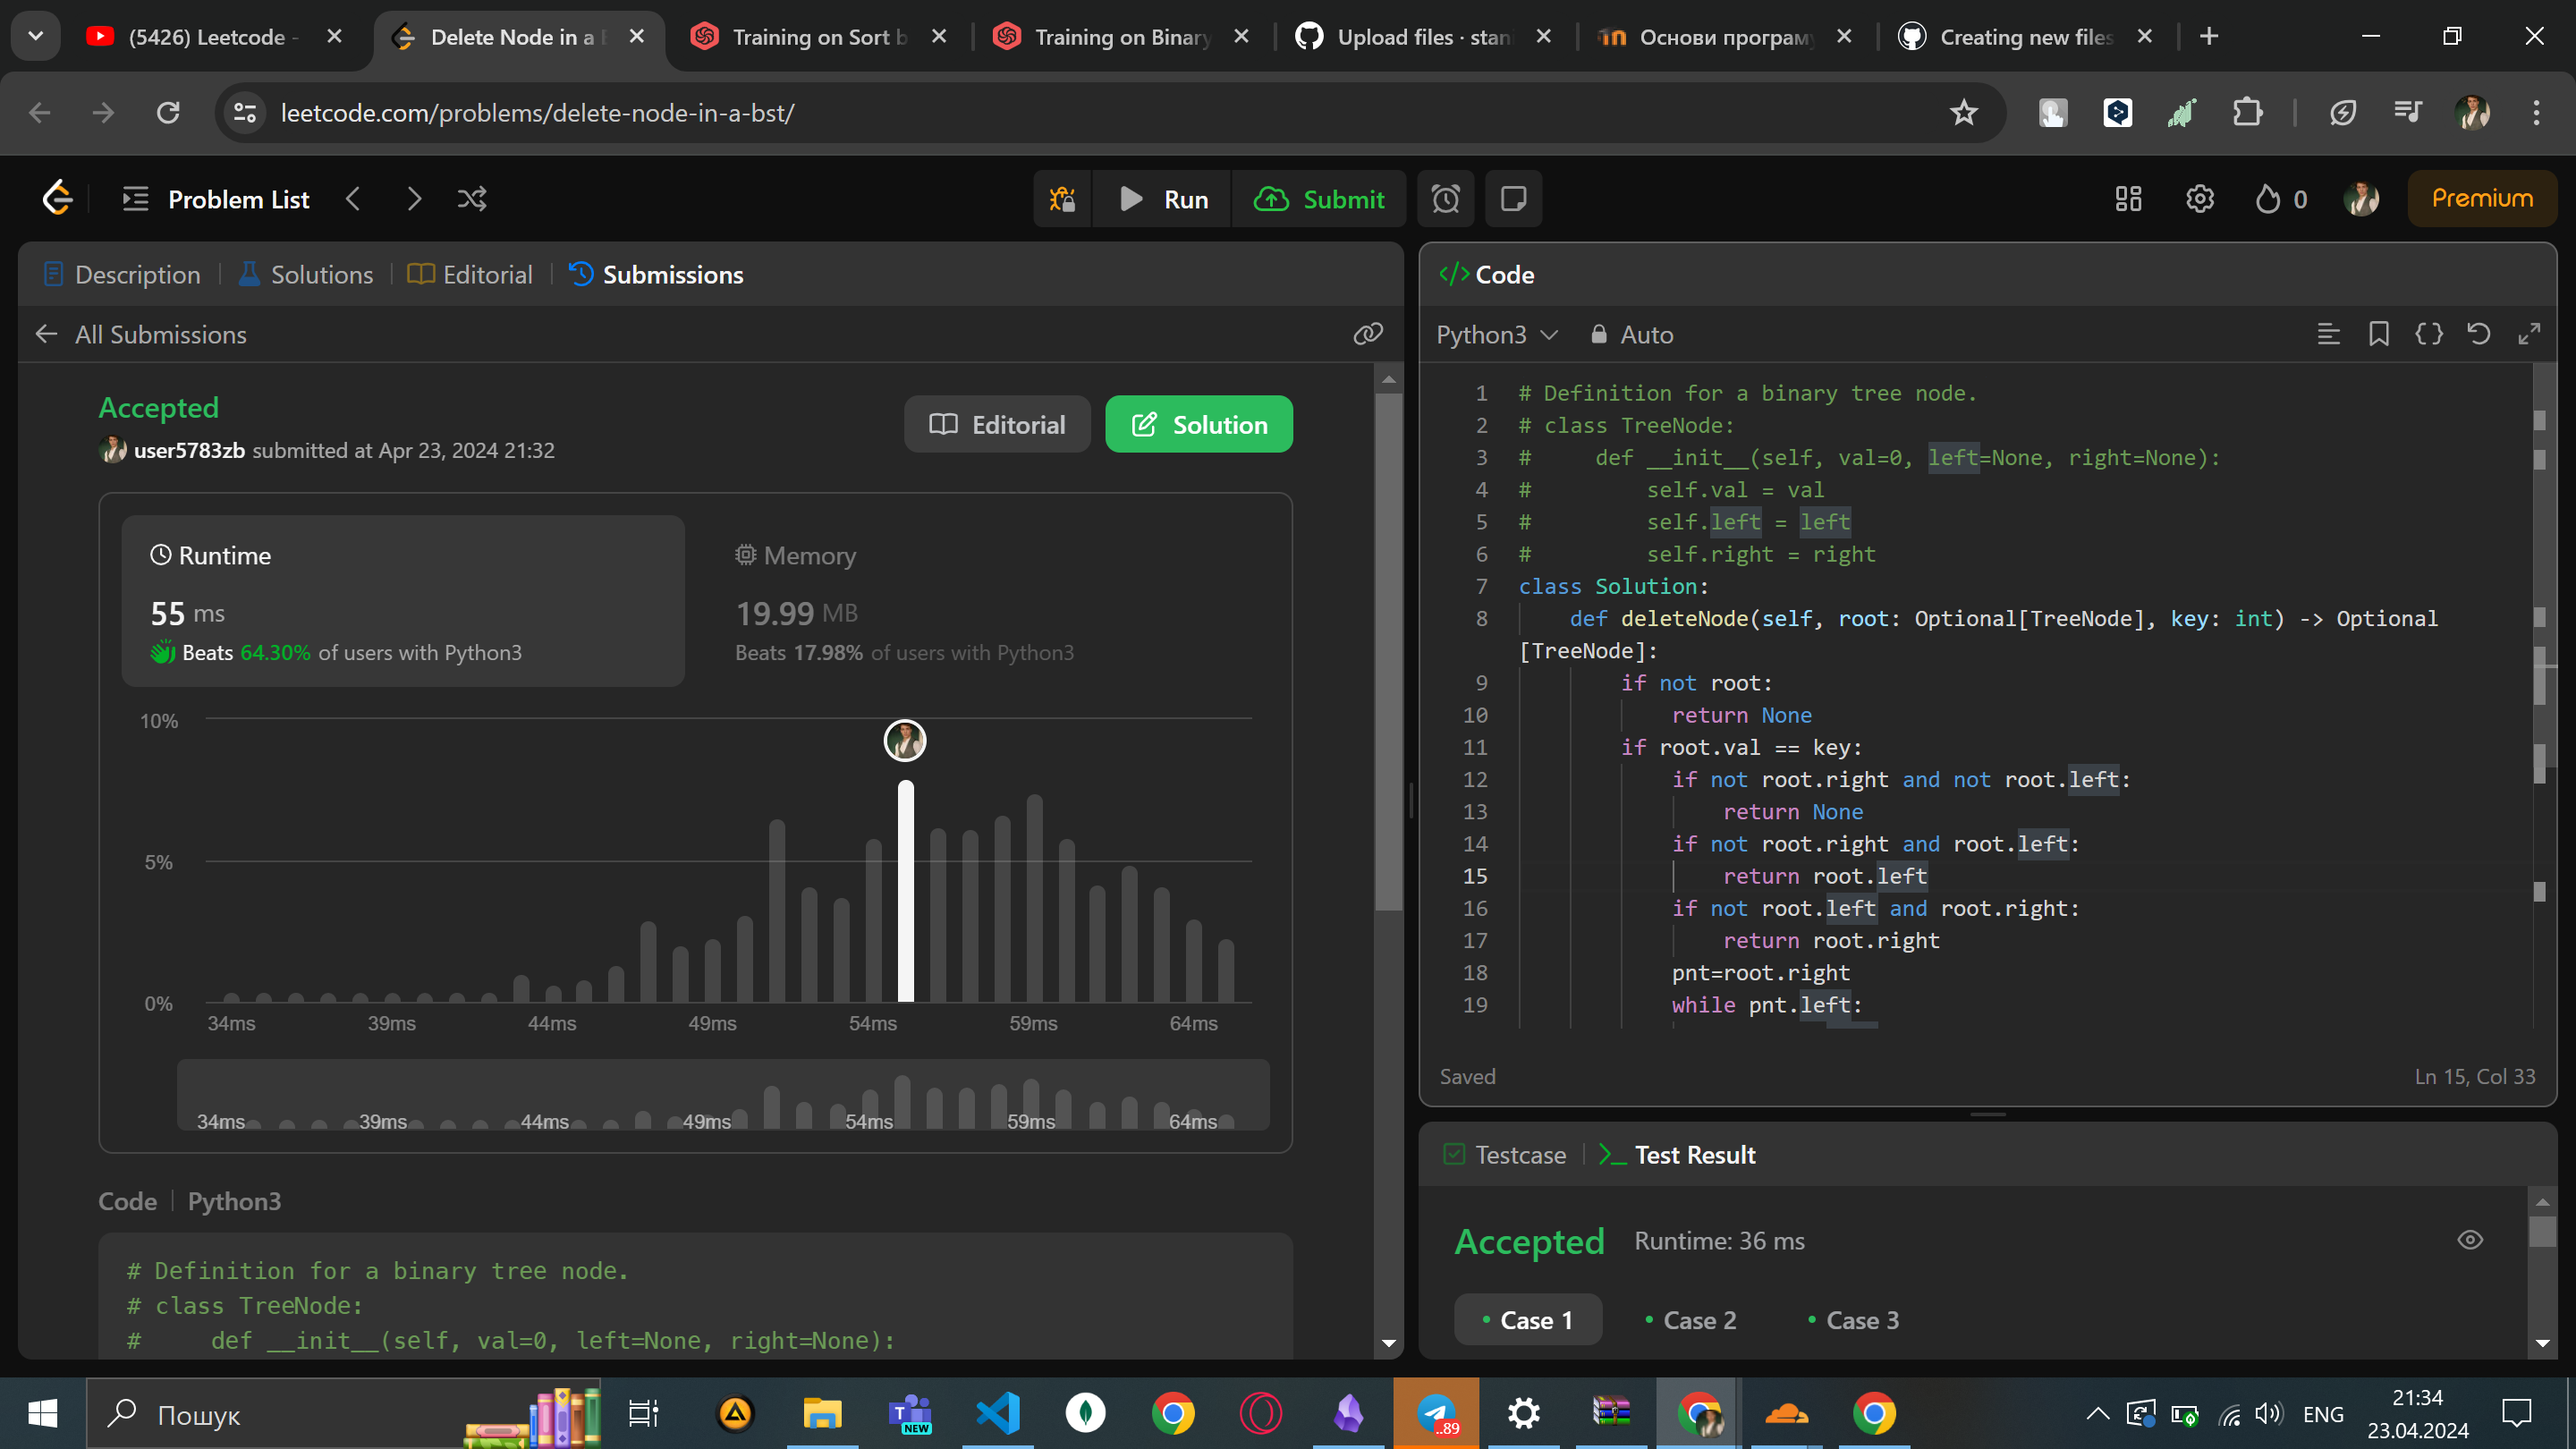 (5426) Leetcode -
Delete Node in a B
Training on Sort b
Training on Binary
Upload files · stani
Основи програму
Creating new files
leetcode.com/problems/delete-node-in-a-bst/
Problem List
Run
Submit
0
Premium
Description
Solutions
Editorial
Submissions
All Submissions
Accepted
user5783zb submitted at Apr 23, 2024 21:32
Editorial
Solution
Runtime
55 ms
Beats 64.30% of users with Python3
Memory
19.99 MB
Beats 17.98% of users with Python3
10%
5%
0%
34ms 39ms 44ms 49ms 54ms 59ms 64ms
34ms 39ms 44ms 49ms 54ms 59ms 64ms
Code | Python3
# Definition for a binary tree node.
# class TreeNode:
#     def __init__(self, val=0, left=None, right=None):
</> Code
Python3
Auto
1 # Definition for a binary tree node.
2 # class TreeNode:
3 #     def __init__(self, val=0, left=None, right=None):
4 #         self.val = val
5 #         self.left = left
6 #         self.right = right
7 class Solution:
8     def deleteNode(self, root: Optional[TreeNode], key: int) -> Optional
[TreeNode]:
9         if not root:
10             return None
11         if root.val == key:
12             if not root.right and not root.left:
13                 return None
14             if not root.right and root.left:
15                 return root.left
16             if not root.left and root.right:
17                 return root.right
18             pnt=root.right
19             while pnt.left:
Saved
Ln 15, Col 33
Testcase
Test Result
Accepted
Runtime: 36 ms
Case 1
Case 2
Case 3
Пошук
NEW
..89
ENG
21:34
23.04.2024